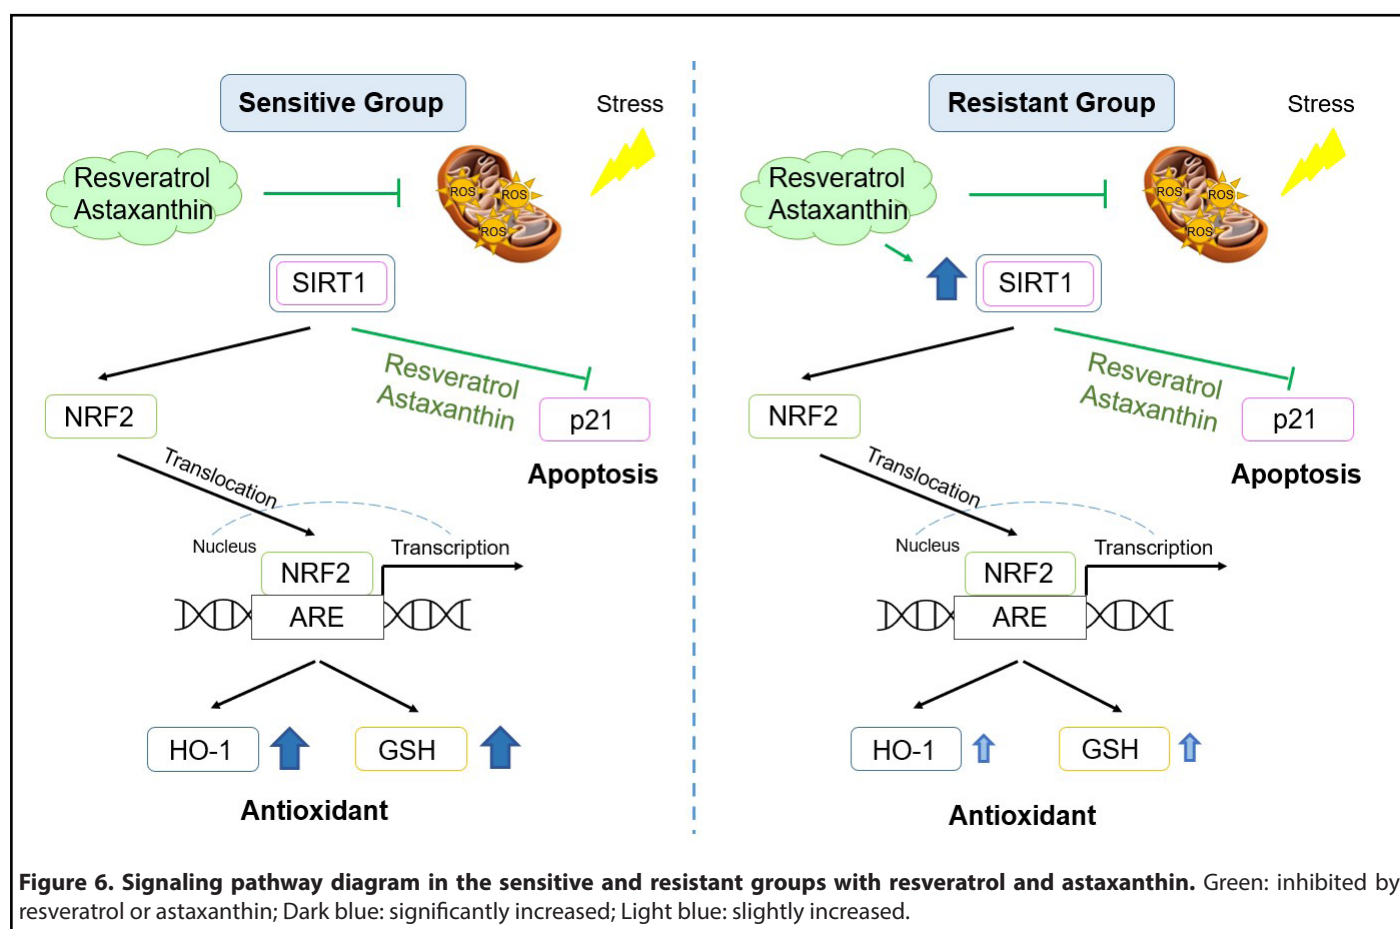 Sensitive Group
Stress
Resveratrol
Astaxanthin
ROS
ROS
ROS
SIRT1
Resveratrol
Astaxanthin
NRF2
p21
Apoptosis
Translocation
Nucleus
Transcription
NRF2
ARE
HO-1
GSH
Antioxidant
Resistant Group
Stress
Resveratrol
Astaxanthin
ROS
ROS
ROS
SIRT1
Resveratrol
Astaxanthin
NRF2
p21
Apoptosis
Translocation
Nucleus
Transcription
NRF2
ARE
HO-1
GSH
Antioxidant
Figure 6. Signaling pathway diagram in the sensitive and resistant groups with resveratrol and astaxanthin. Green: inhibited by
resveratrol or astaxanthin; Dark blue: significantly increased; Light blue: slightly increased.